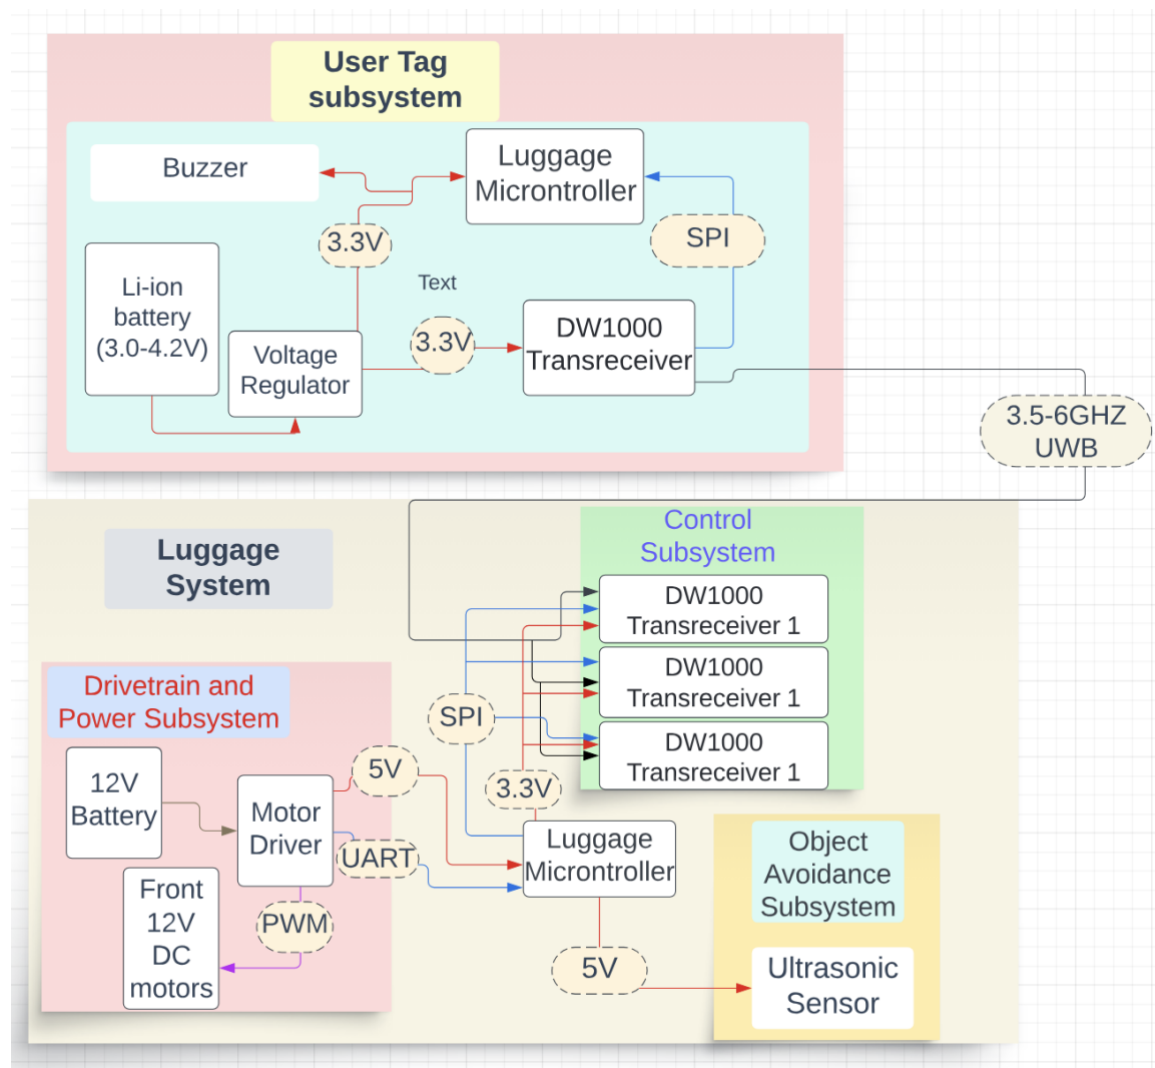 User Tag
subsystem
Buzzer
Luggage
Microntroller
3.3V
SPI
Li-ion
battery
(3.0-4.2V)
Text
Voltage
Regulator
3.3V
DW1000
Transreceiver
3.5-6GHZ
UWB
Luggage
System
Control
Subsystem
DW1000
Transreceiver 1
DW1000
Transreceiver 1
DW1000
Transreceiver 1
Drivetrain and
Power Subsystem
SPI
5V
3.3V
12V
Battery
Motor
Driver
UART
Luggage
Microntroller
Front
12V
DC
motors
PWM
5V
Object
Avoidance
Subsystem
Ultrasonic
Sensor